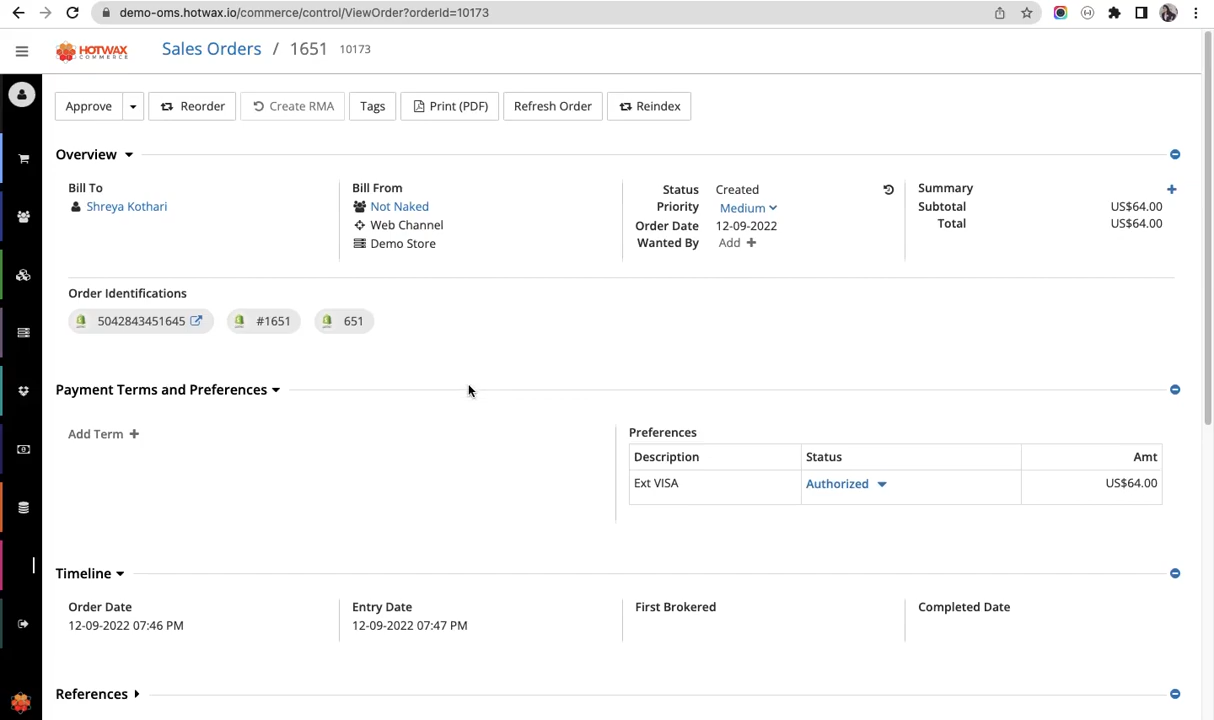 demo-oms.hotwax.io/commerce/control/ViewOrder?orderId=10173
HOTWAX
COMMERCE
Sales Orders / 1651 10173
Approve Reorder Create RMA Tags Print (PDF) Refresh Order Reindex
Overview
Bill To
Shreya Kothari
Bill From
Not Naked
Web Channel
Demo Store
Status Created
Priority Medium
Order Date 12-09-2022
Wanted By Add +
Summary +
Subtotal US$64.00
Total US$64.00
Order Identifications
5042843451645 #1651 651
Payment Terms and Preferences
Add Term +
Preferences
Description Status Amt
Ext VISA Authorized US$64.00
Timeline
Order Date
12-09-2022 07:46 PM
Entry Date
12-09-2022 07:47 PM
First Brokered
Completed Date
References